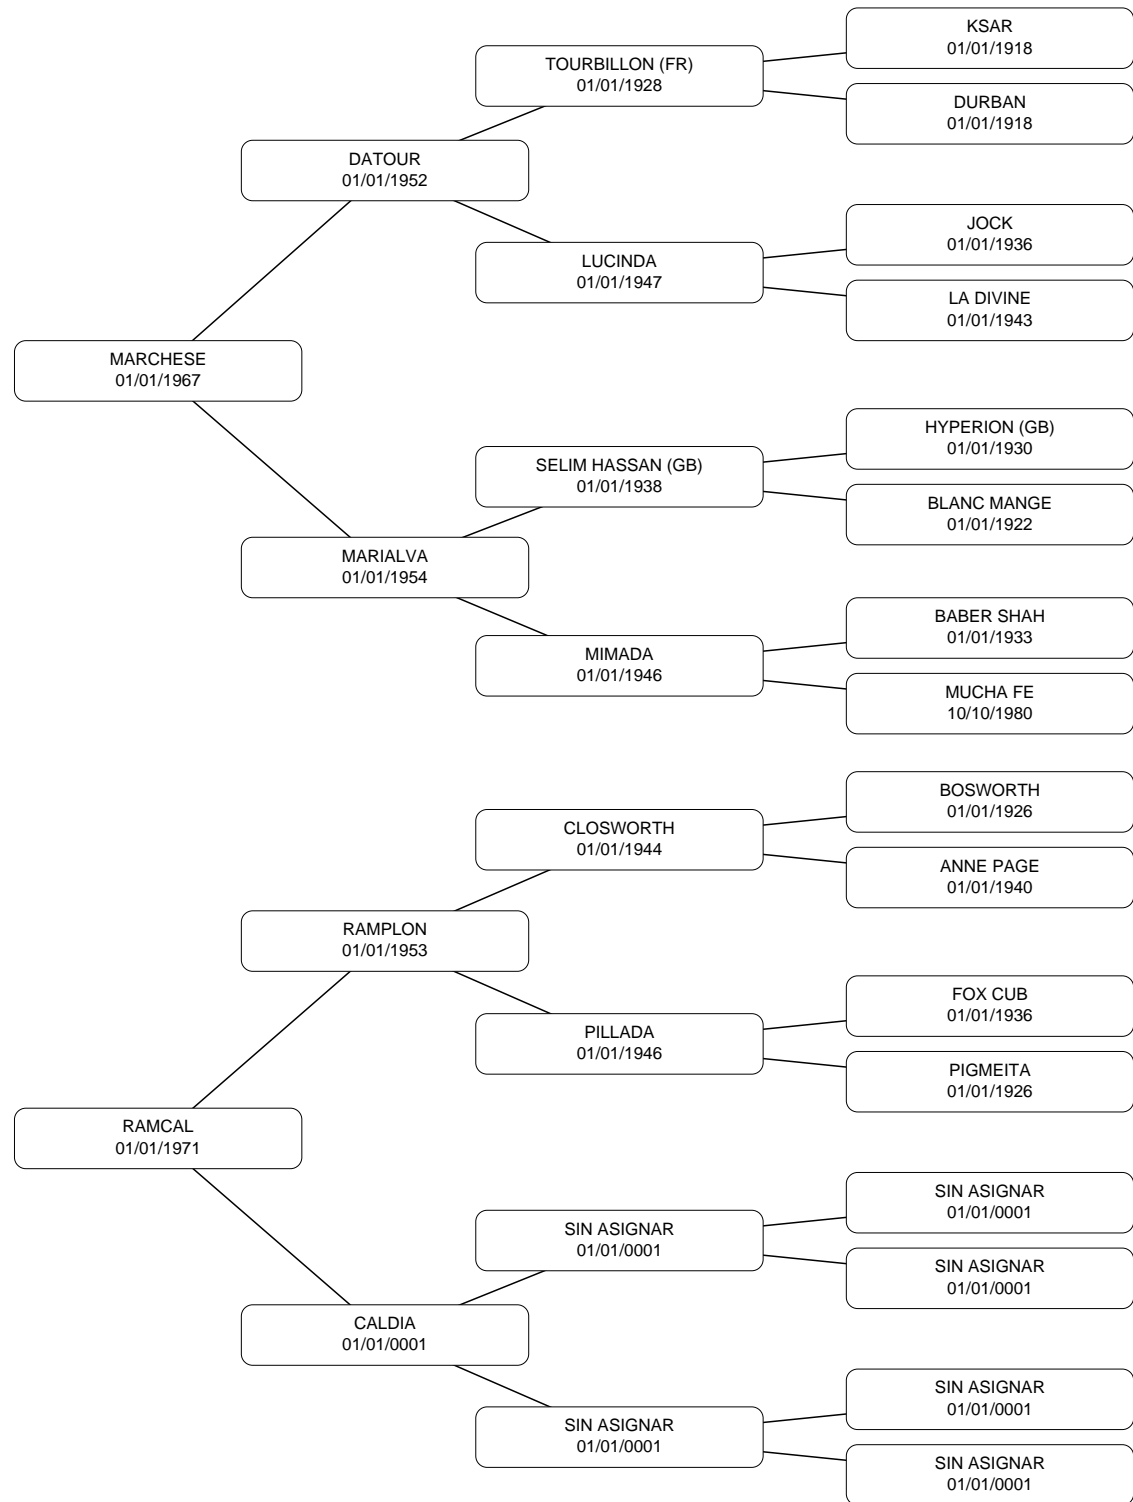 KSAR
01/01/1918
TOURBILLON (FR)
01/01/1928
DURBAN
01/01/1918
DATOUR
01/01/1952
JOCK
01/01/1936
LUCINDA
01/01/1947
LA DIVINE
01/01/1943
MARCHESE
01/01/1967
HYPERION (GB)
01/01/1930
SELIM HASSAN (GB)
01/01/1938
BLANC MANGE
01/01/1922
MARIALVA
01/01/1954
BABER SHAH
01/01/1933
MIMADA
01/01/1946
MUCHA FE
10/10/1980
BOSWORTH
01/01/1926
CLOSWORTH
01/01/1944
ANNE PAGE
01/01/1940
RAMPLON
01/01/1953
FOX CUB
01/01/1936
PILLADA
01/01/1946
PIGMEITA
01/01/1926
RAMCAL
01/01/1971
SIN ASIGNAR
01/01/0001
SIN ASIGNAR
01/01/0001
SIN ASIGNAR
01/01/0001
CALDIA
01/01/0001
SIN ASIGNAR
01/01/0001
SIN ASIGNAR
01/01/0001
SIN ASIGNAR
01/01/0001